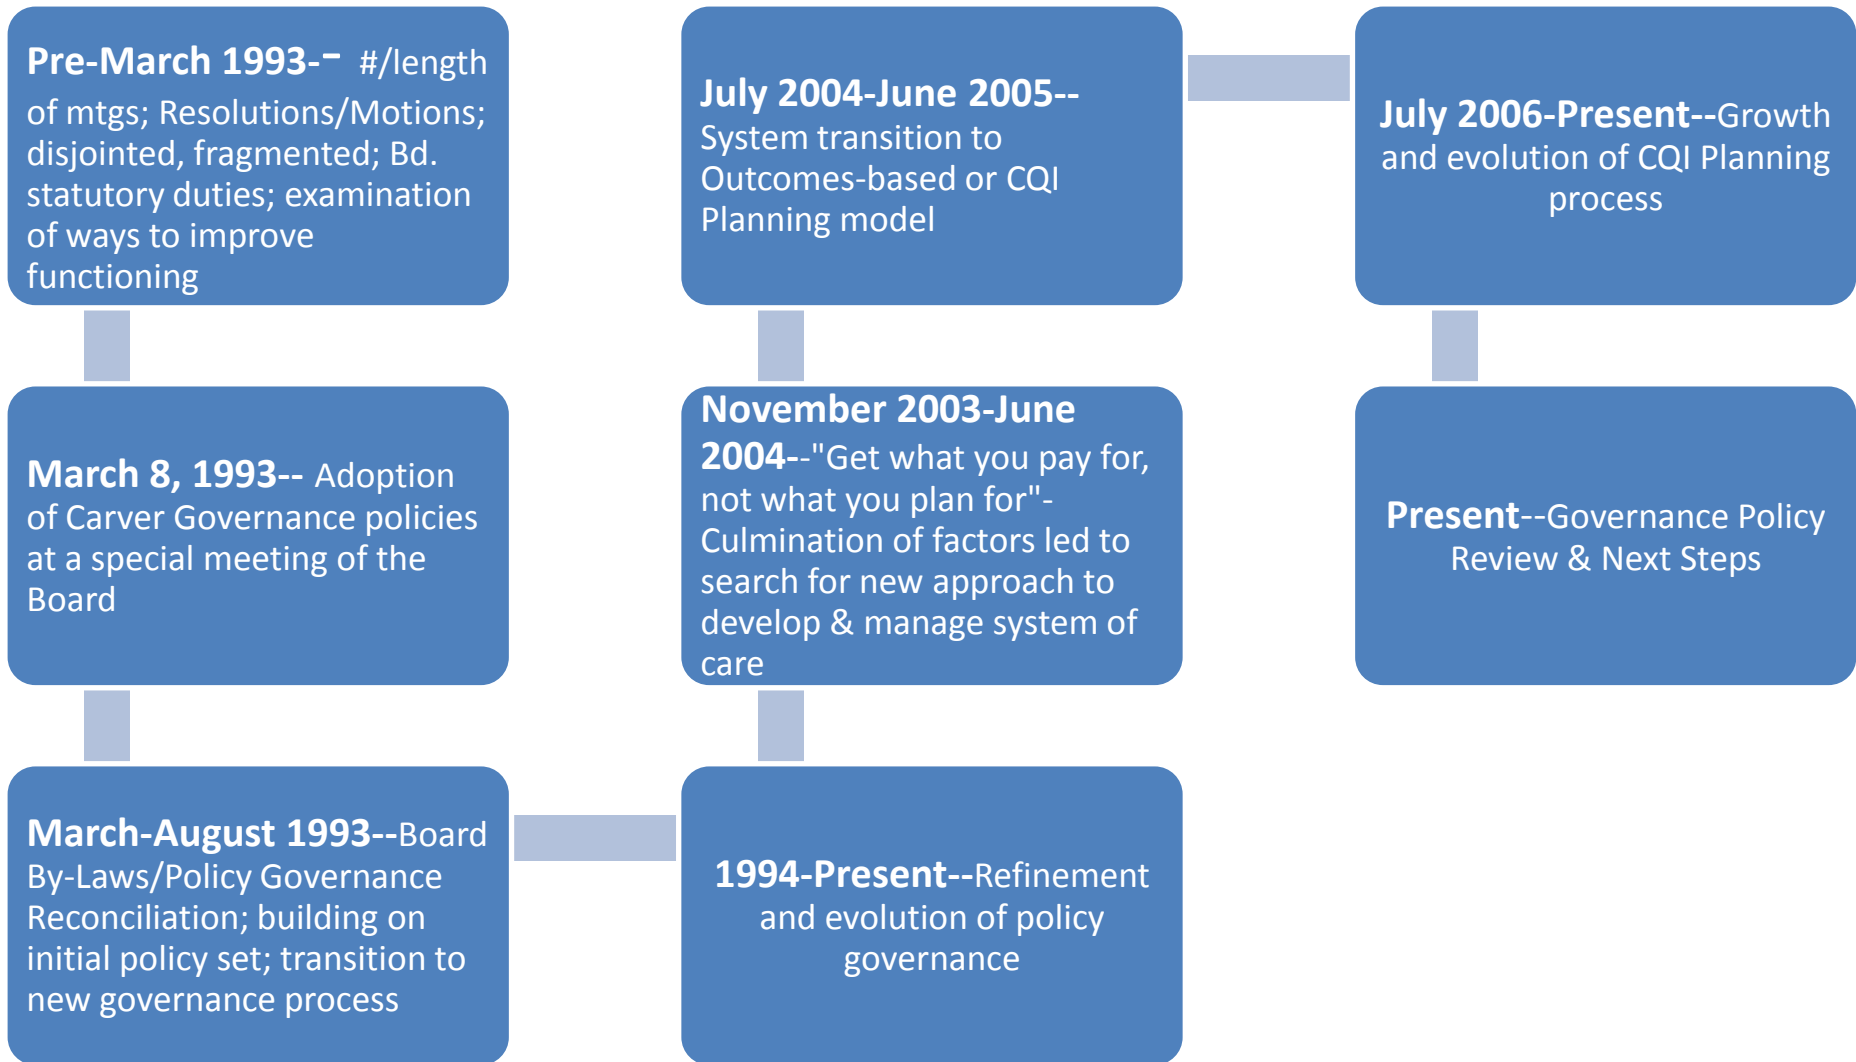 Pre-March 1993-- #/length
of mtgs; Resolutions/Motions;
disjointed, fragmented; Bd.
statutory duties; examination
of ways to improve
functioning
March 8, 1993-- Adoption
of Carver Governance policies
at a special meeting of the
Board
March-August 1993--Board
By-Laws/Policy Governance
Reconciliation; building on
initial policy set; transition to
new governance process
1994-Present--Refinement
and evolution of policy
governance
November 2003-June
2004--"Get what you pay for,
not what you plan for"-
Culmination of factors led to
search for new approach to
develop & manage system of
care
July 2004-June 2005--
System transition to
Outcomes-based or CQI
Planning model
July 2006-Present--Growth
and evolution of CQI Planning
process
Present--Governance Policy
Review & Next Steps